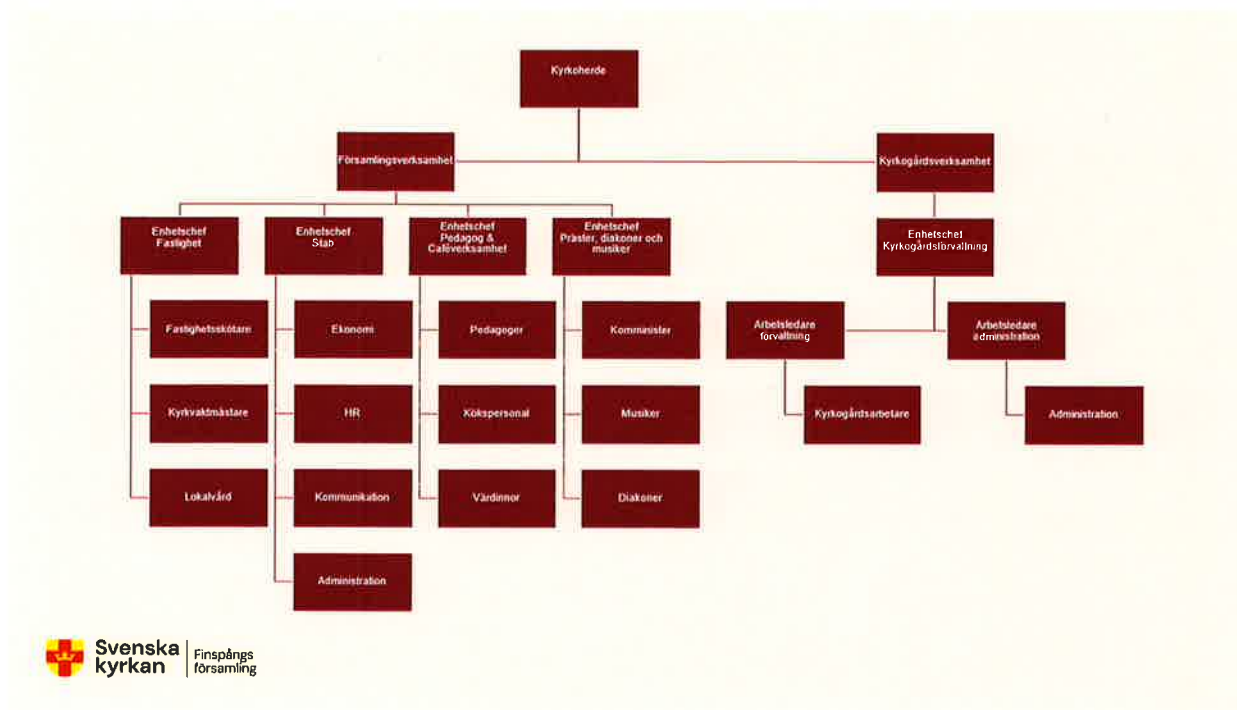 Kyrkoherde
Församlingsverksamhet
Kyrkogårdsverksamhet
Enhetschef
Fastighet
Enhetschef
Stab
Enhetschef
Pedagog &
Caféverksamhet
Enhetschef
Präster, diakoner och
musiker
Enhetschef
Kyrkogårdsförvaltning
Fastighetsskötare
Ekonomi
Pedagoger
Komminister
Arbetsledare
förvaltning
Arbetsledare
administration
Kyrkvaktmästare
HR
Kökspersonal
Musiker
Kyrkogårdsarbetare
Administration
Lokalvård
Kommunikation
Värdinnor
Diakoner
Administration
Svenska
kyrkan
Finspångs
församling